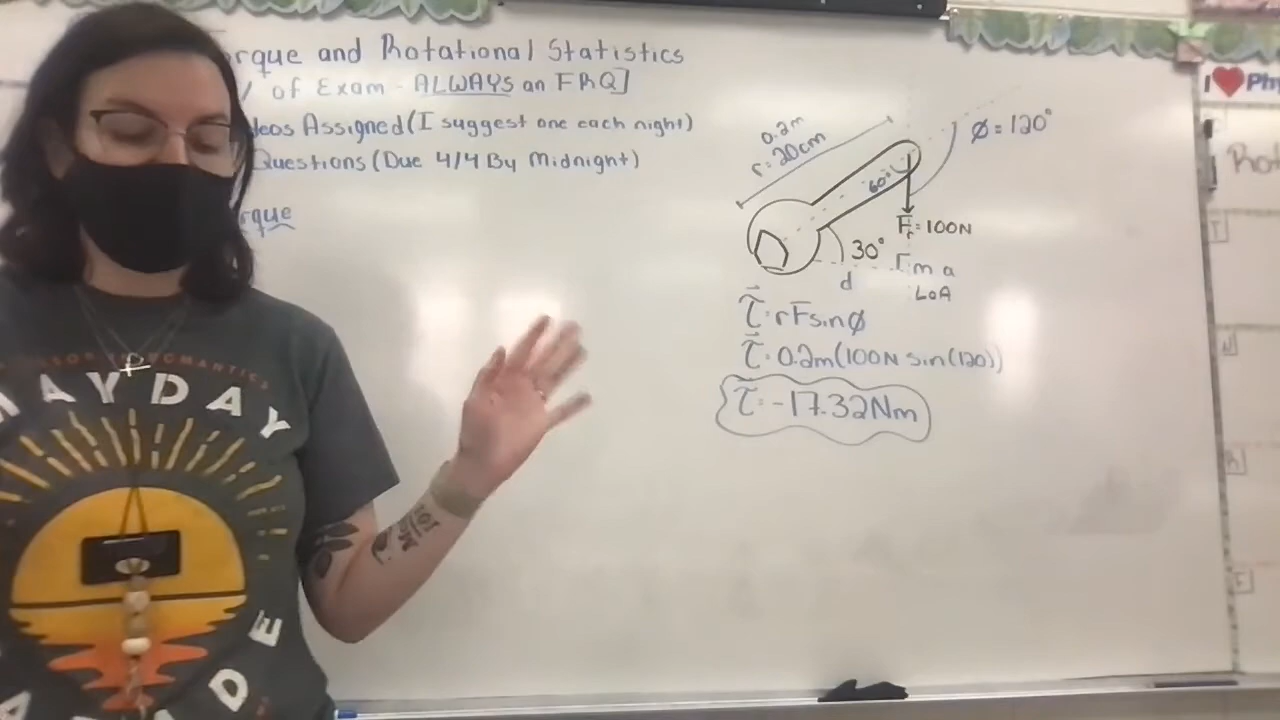 rque and Rotational Statistics
of Exam - ALWAYS an FRQ]
deos Assigned (I suggest one each night)
Questions (Due 4/4 By Midnight)
rque
0.2m
r = 20cm
60°
ø = 120°
F = 100N
30°
d
m a
LoA
τ = rFsinø
τ = 0.2m(100N sin(120))
τ = -17.32Nm
I ❤ Phy
Rot
MAYDAY